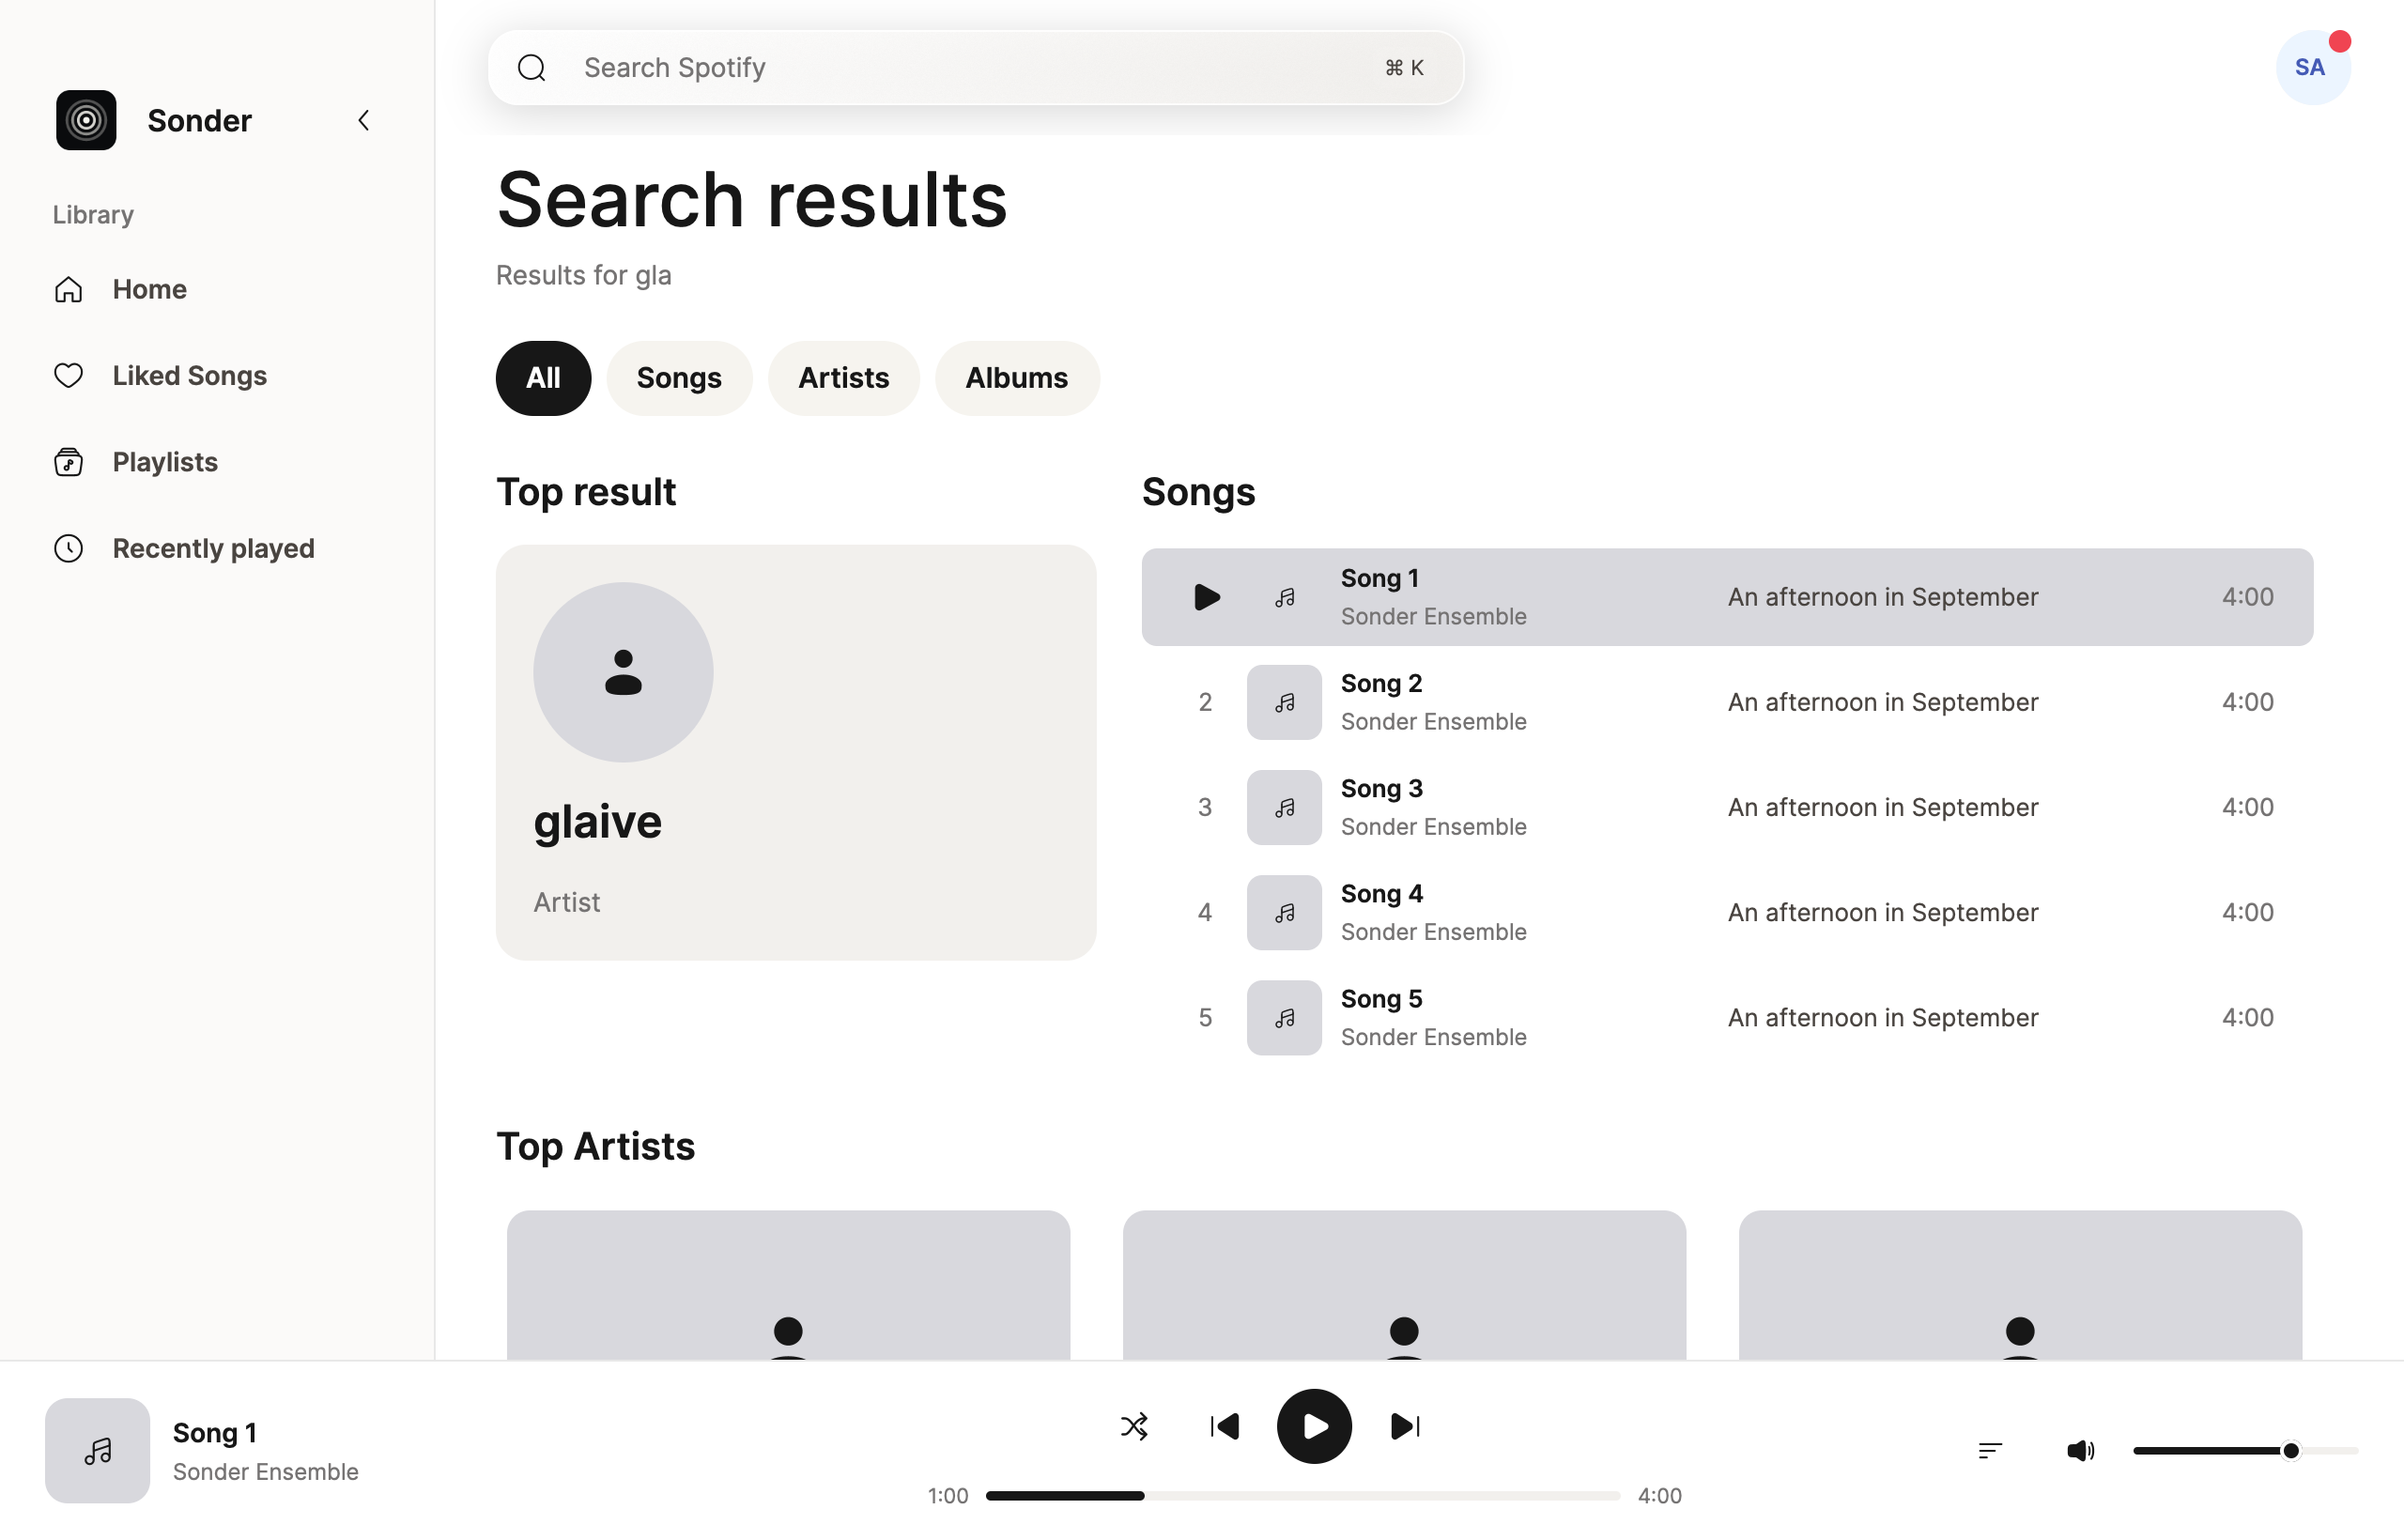 Search Spotify
⌘ K
SA
Sonder
Library
Home
Liked Songs
Playlists
Recently played
Search results
Results for gla
All
Songs
Artists
Albums
Top result
glaive
Artist
Songs
Song 1
Sonder Ensemble
An afternoon in September
4:00
2
Song 2
Sonder Ensemble
An afternoon in September
4:00
3
Song 3
Sonder Ensemble
An afternoon in September
4:00
4
Song 4
Sonder Ensemble
An afternoon in September
4:00
5
Song 5
Sonder Ensemble
An afternoon in September
4:00
Top Artists
Song 1
Sonder Ensemble
1:00
4:00